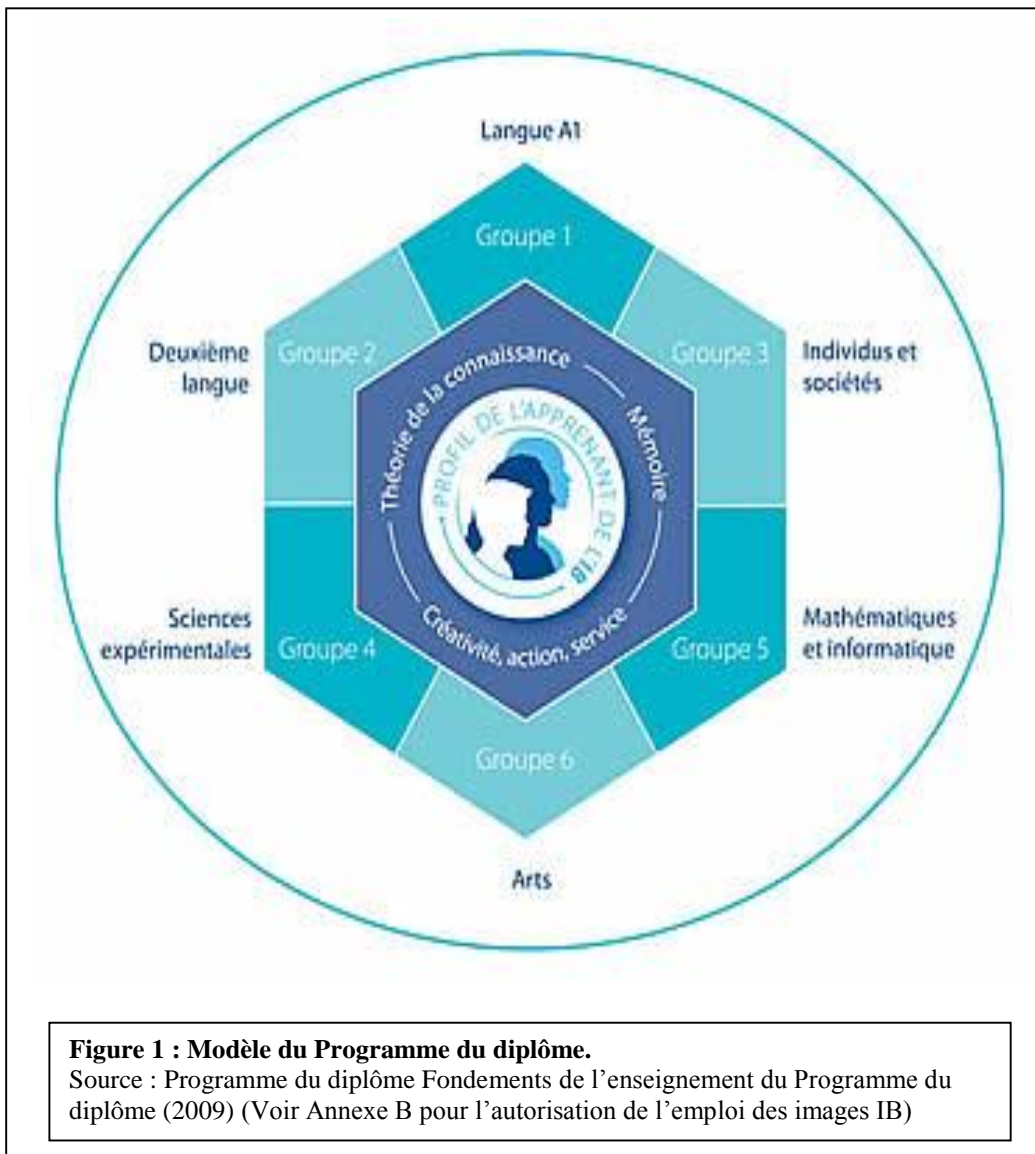 Langue A1
Groupe 1
Deuxième
langue
Groupe 2
Groupe 3
Individus et
sociétés
Théorie de la connaissance
Mémoire
PROFIL DE L'APPRENANT DE L'IB
Créativité, action, service
Sciences
expérimentales
Groupe 4
Groupe 5
Mathématiques
et informatique
Groupe 6
Arts
Figure 1 : Modèle du Programme du diplôme.
Source : Programme du diplôme Fondements de l’enseignement du Programme du
diplôme (2009) (Voir Annexe B pour l’autorisation de l’emploi des images IB)